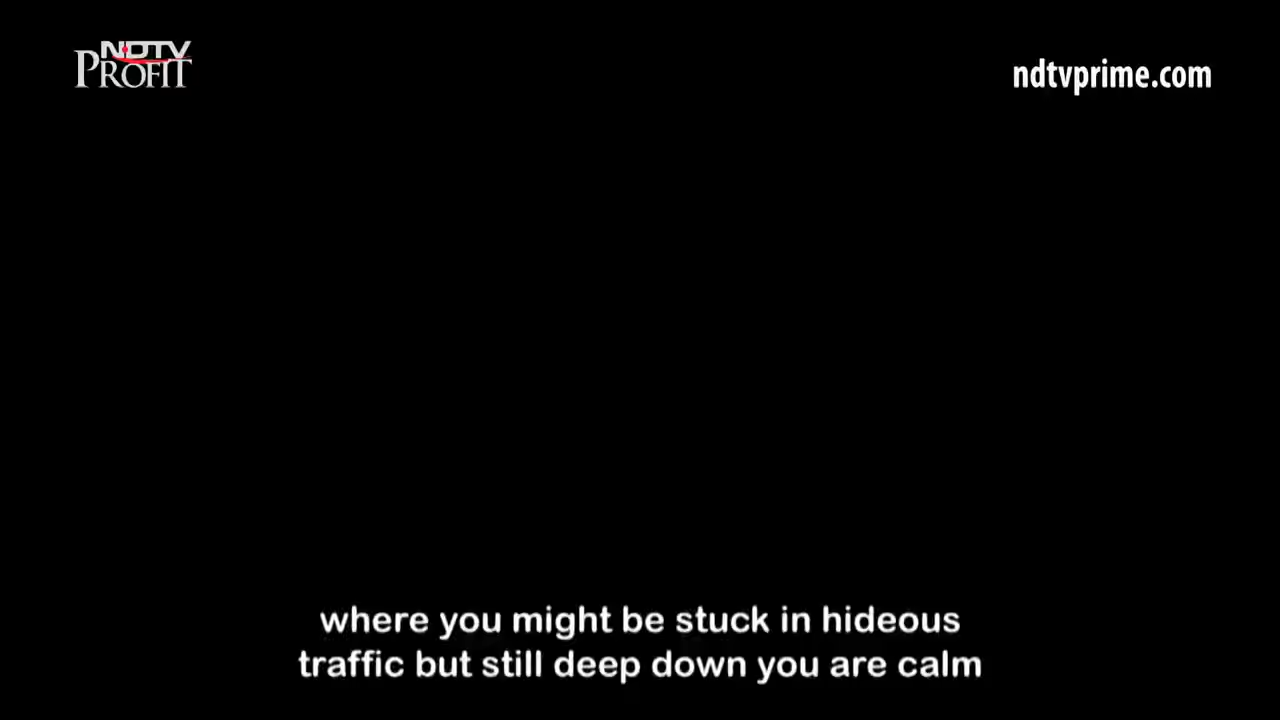 NDTV
PROFIT
ndtvprime.com
where you might be stuck in hideous
traffic but still deep down you are calm